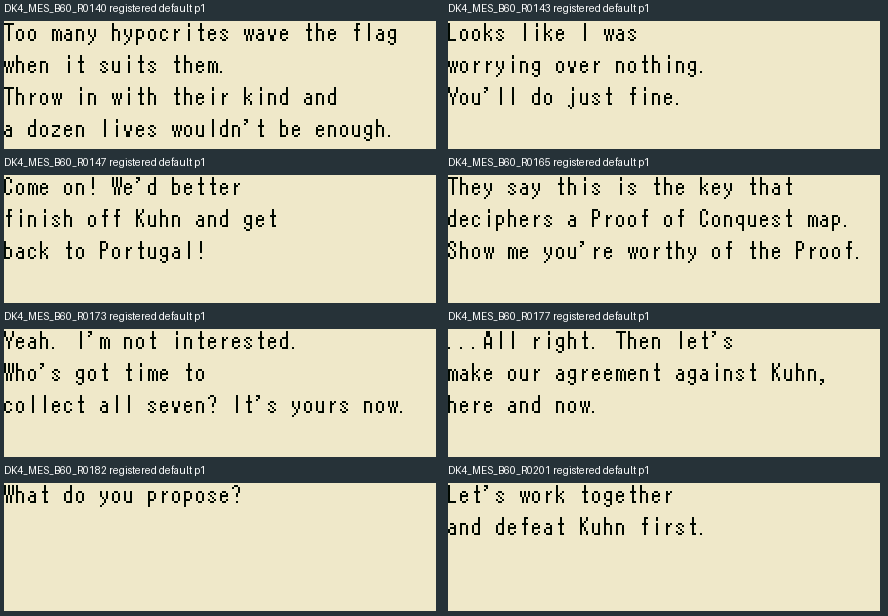 DK4_MES_B60_R0140 registered default p1
Too many hypocrites wave the flag
when it suits them.
Throw in with their kind and
a dozen lives wouldn't be enough.
DK4_MES_B60_R0143 registered default p1
Looks like I was
worrying over nothing.
You'll do just fine.
DK4_MES_B60_R0147 registered default p1
Come on! We'd better
finish off Kuhn and get
back to Portugal!
DK4_MES_B60_R0165 registered default p1
They say this is the key that
deciphers a Proof of Conquest map.
Show me you're worthy of the Proof.
DK4_MES_B60_R0173 registered default p1
Yeah. I'm not interested.
Who's got time to
collect all seven? It's yours now.
DK4_MES_B60_R0177 registered default p1
...All right. Then let's
make our agreement against Kuhn,
here and now.
DK4_MES_B60_R0182 registered default p1
What do you propose?
DK4_MES_B60_R0201 registered default p1
Let's work together
and defeat Kuhn first.